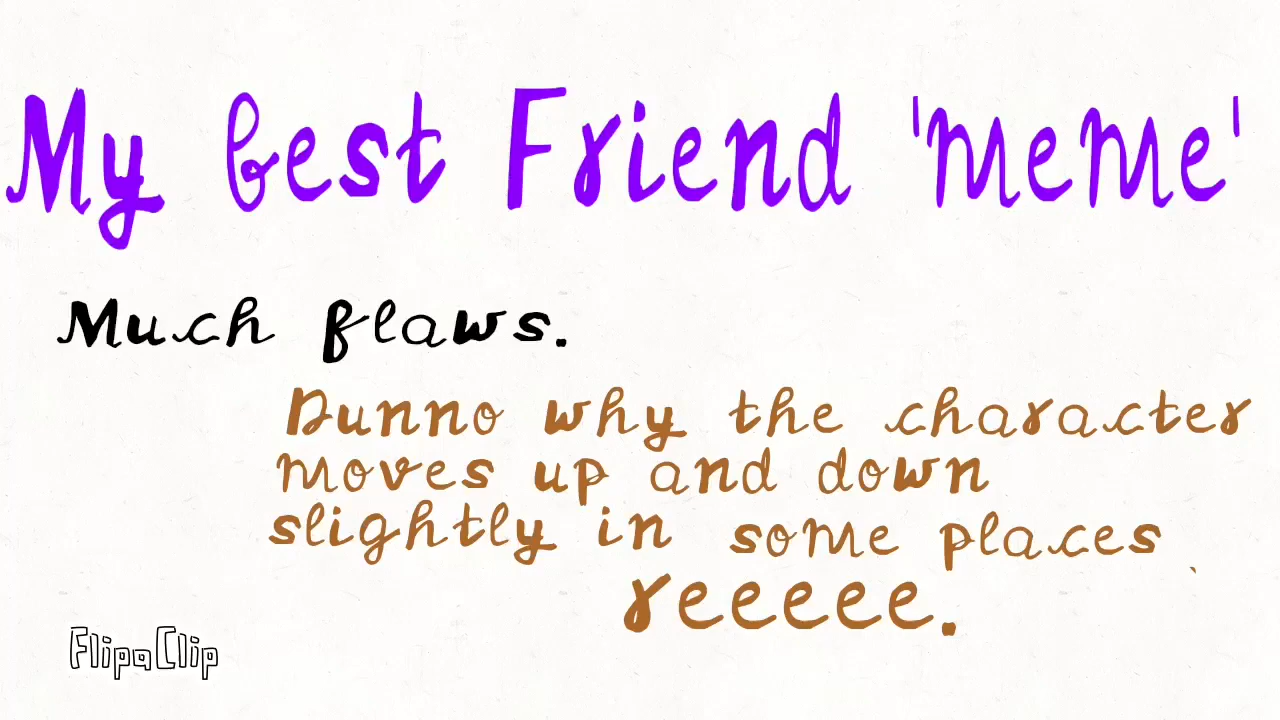 My best Friend 'meme'
Much flaws.
Dunno why the character
moves up and down
slightly in some places
reeeee.
FlipaClip